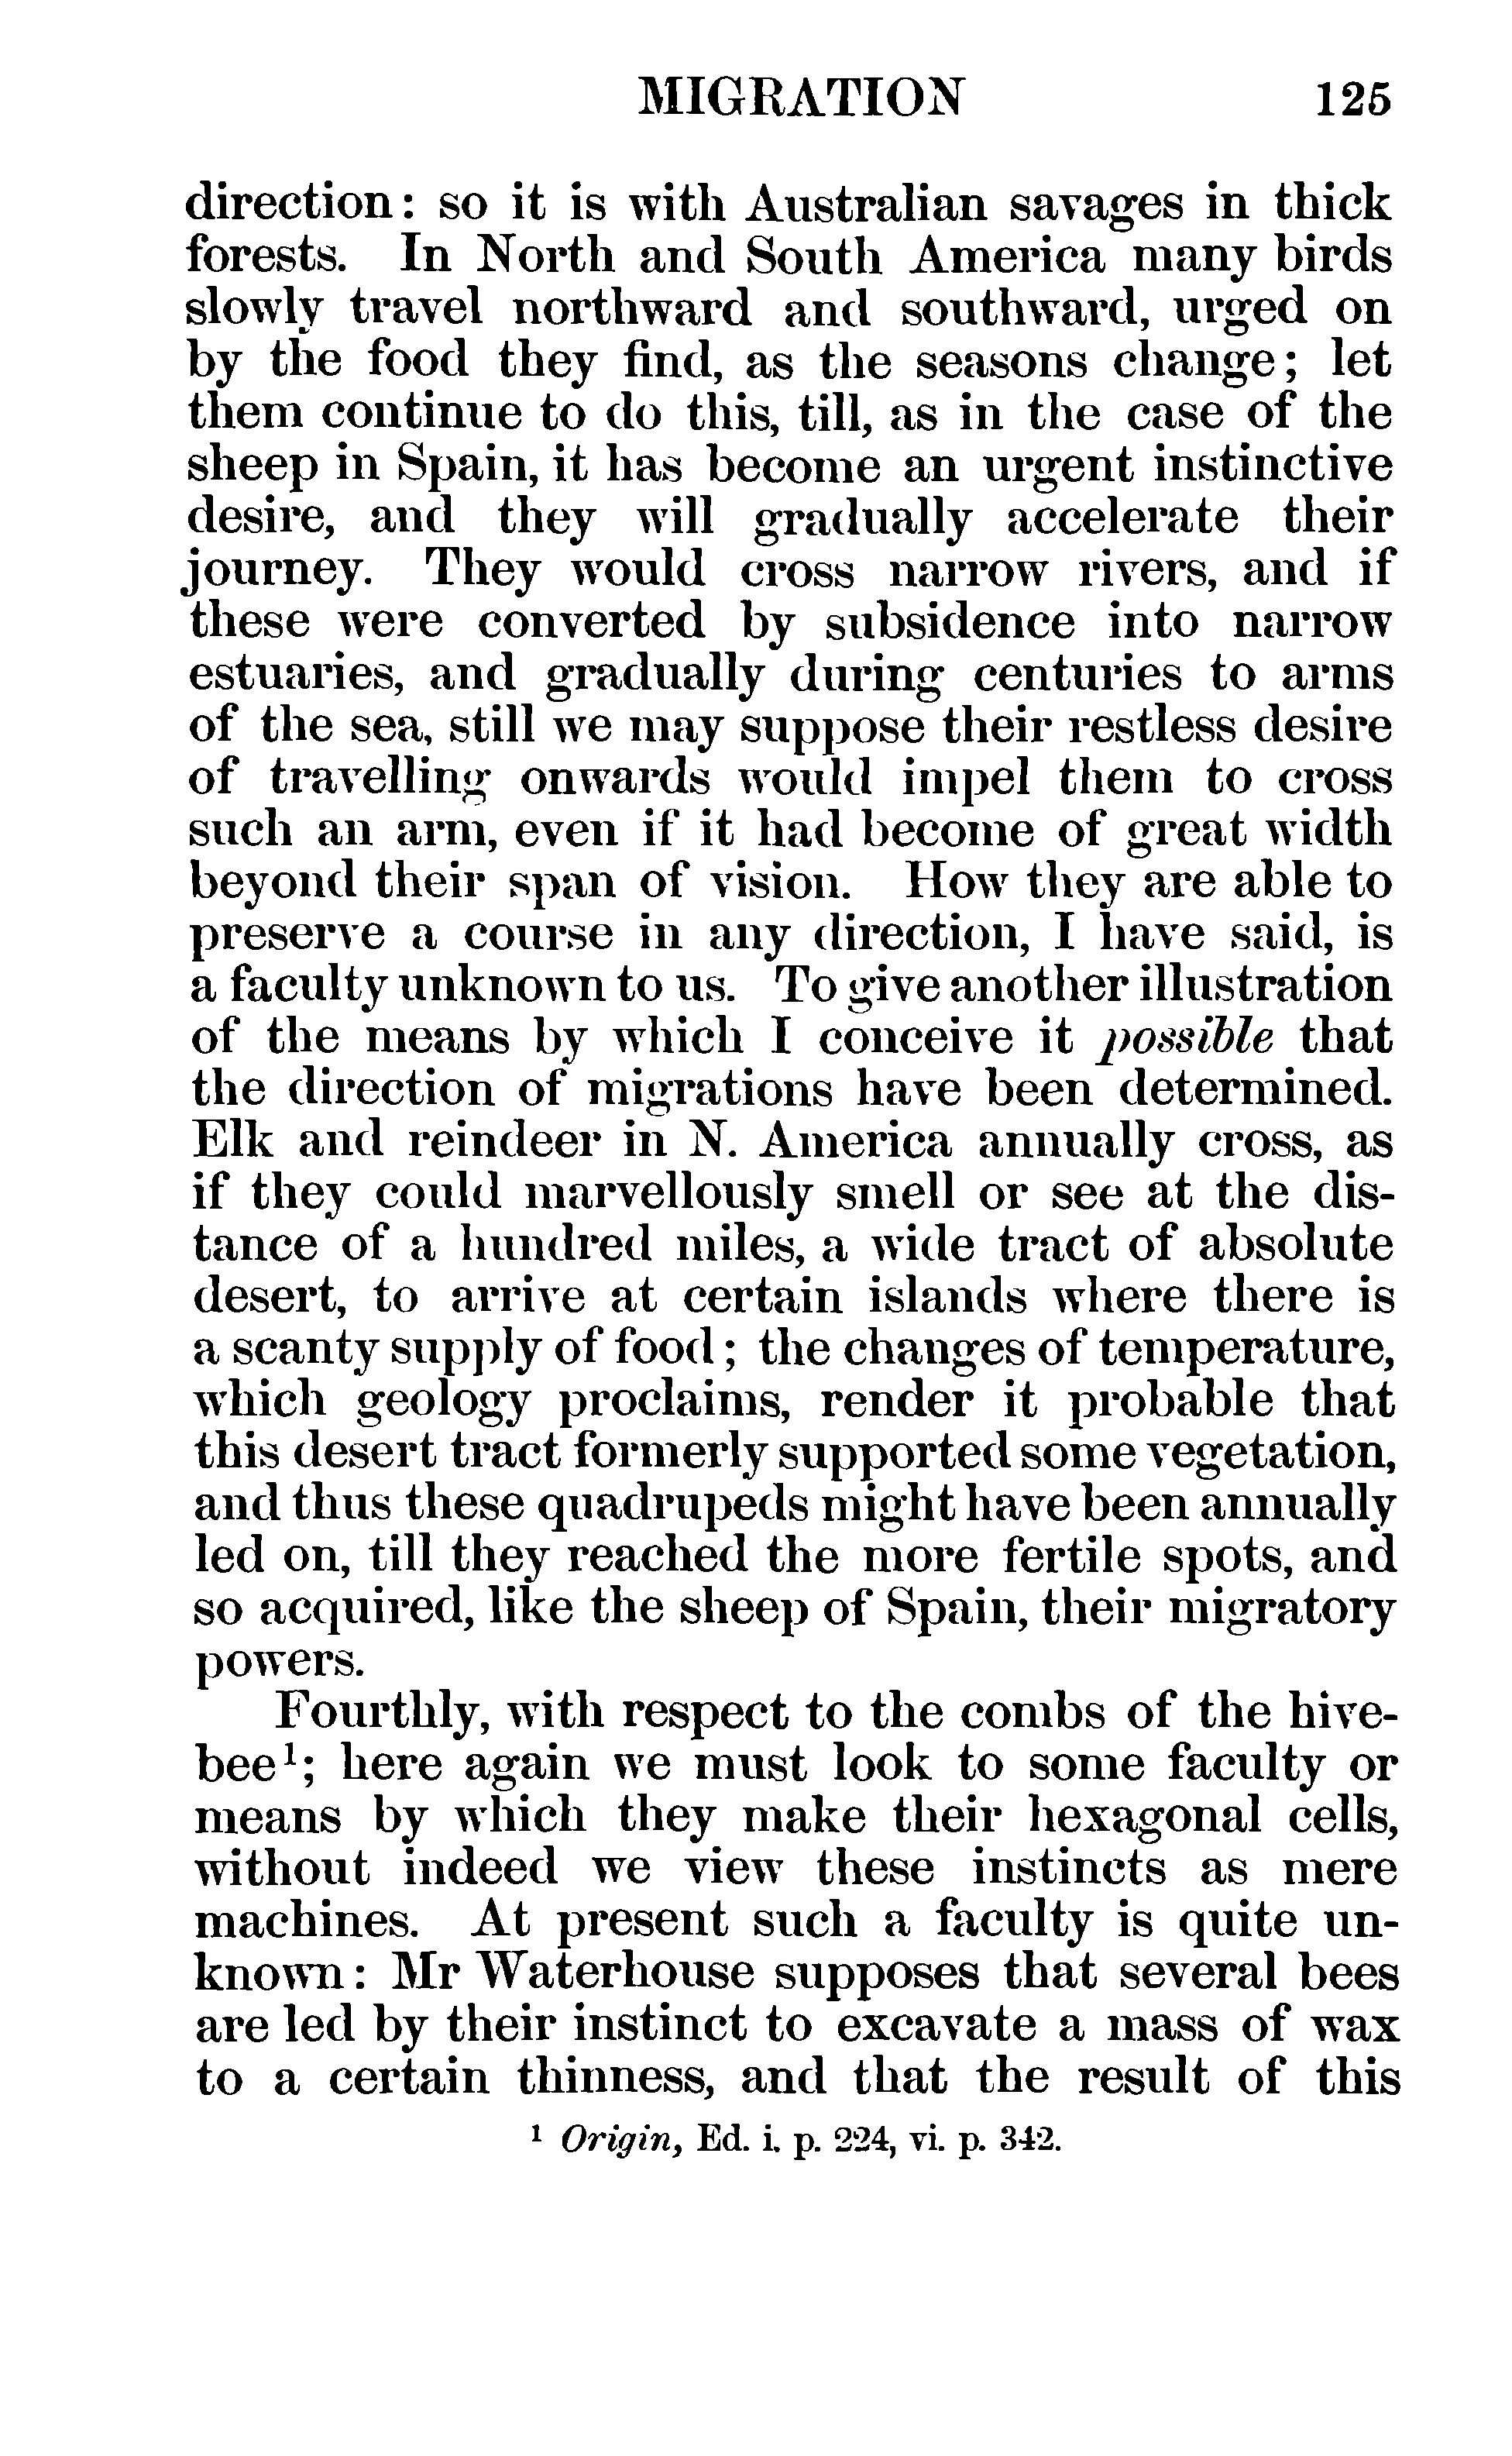 MIGRATION 125
direction: so it is with Australian savages in thick
forests. In North and South America many birds
slowly travel northward and southward, urged on
by the food they find, as the seasons change; let
them continue to do this, till, as in the case of the
sheep in Spain, it has become an urgent instinctive
desire, and they will gradually accelerate their
journey. They would cross narrow rivers, and if
these were converted by subsidence into narrow
estuaries, and gradually during centuries to arms
of the sea, still we may suppose their restless desire
of travelling onwards would impel them to cross
such an arm, even if it had become of great width
beyond their span of vision. How they are able to
preserve a course in any direction, I have said, is
a faculty unknown to us. To give another illustration
of the means by which I conceive it possible that
the direction of migrations have been determined.
Elk and reindeer in N. America annually cross, as
if they could marvellously smell or see at the dis-
tance of a hundred miles, a wide tract of absolute
desert, to arrive at certain islands where there is
a scanty supply of food; the changes of temperature,
which geology proclaims, render it probable that
this desert tract formerly supported some vegetation,
and thus these quadrupeds might have been annually
led on, till they reached the more fertile spots, and
so acquired, like the sheep of Spain, their migratory
powers.
Fourthly, with respect to the combs of the hive-
bee¹; here again we must look to some faculty or
means by which they make their hexagonal cells,
without indeed we view these instincts as mere
machines. At present such a faculty is quite un-
known: Mr Waterhouse supposes that several bees
are led by their instinct to excavate a mass of wax
to a certain thinness, and that the result of this
¹ Origin, Ed. i. p. 224, vi. p. 342.